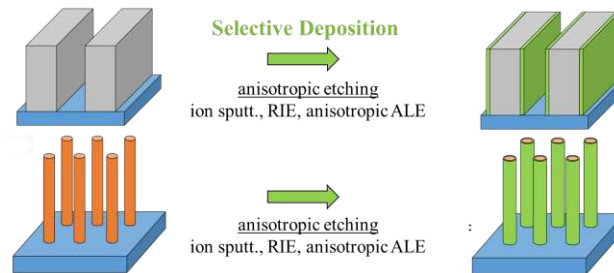 Selective Deposition
anisotropic etching
ion sputt., RIE, anisotropic ALE
anisotropic etching
ion sputt., RIE, anisotropic ALE
: